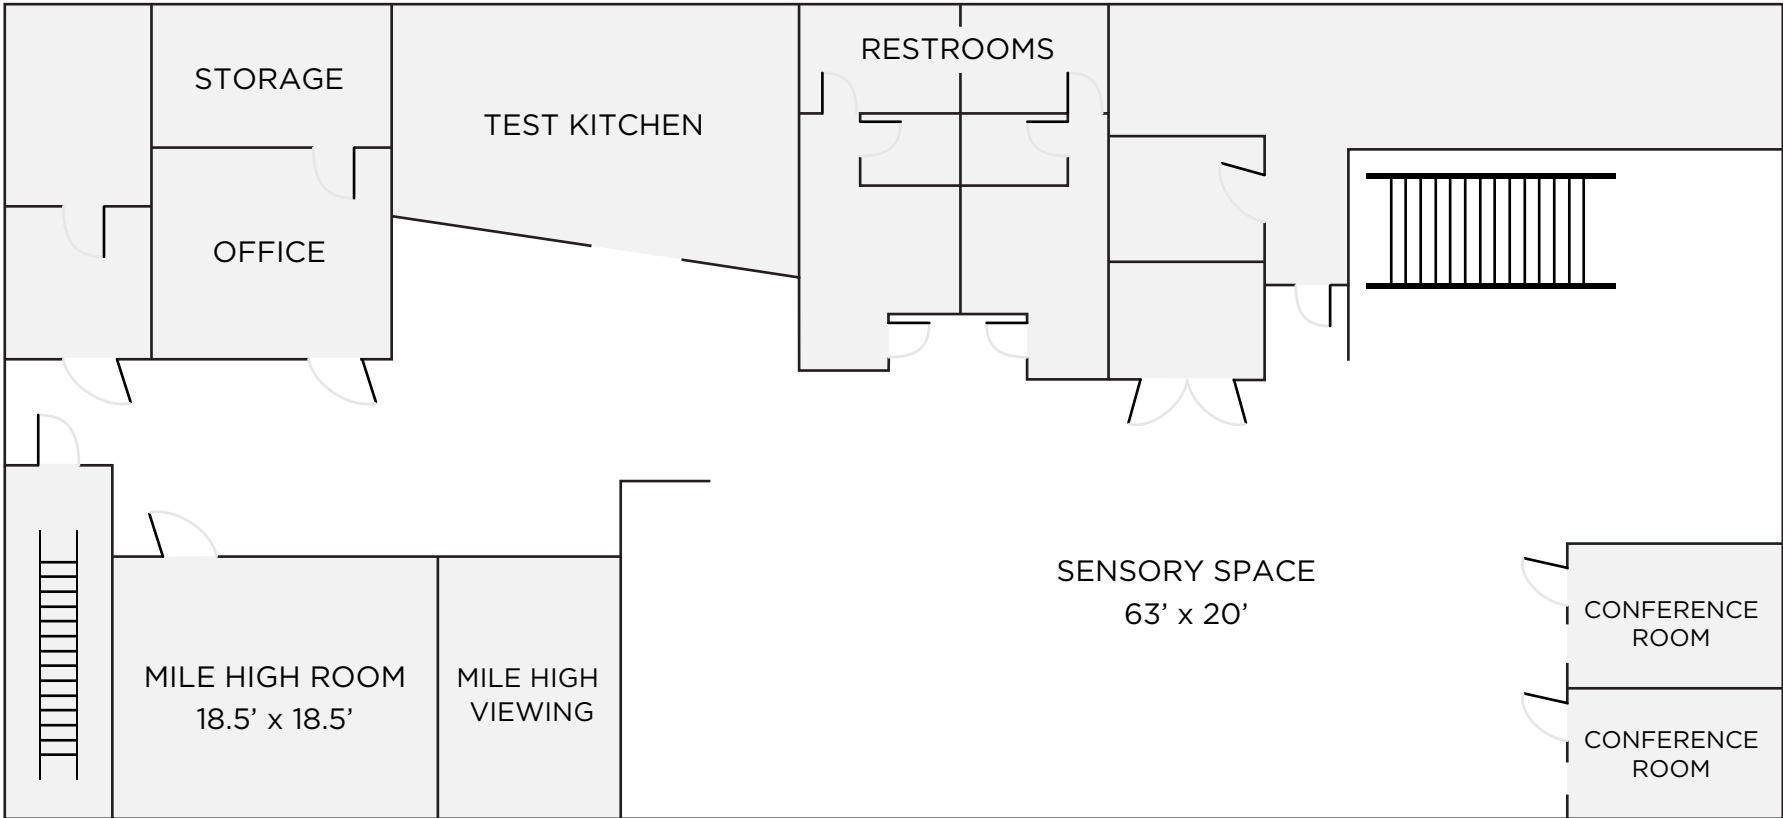 RESTROOMS
STORAGE
TEST KITCHEN
OFFICE
SENSORY SPACE
63’ x 20’
CONFERENCE
ROOM
MILE HIGH ROOM
18.5’ x 18.5’
MILE HIGH
VIEWING
CONFERENCE
ROOM